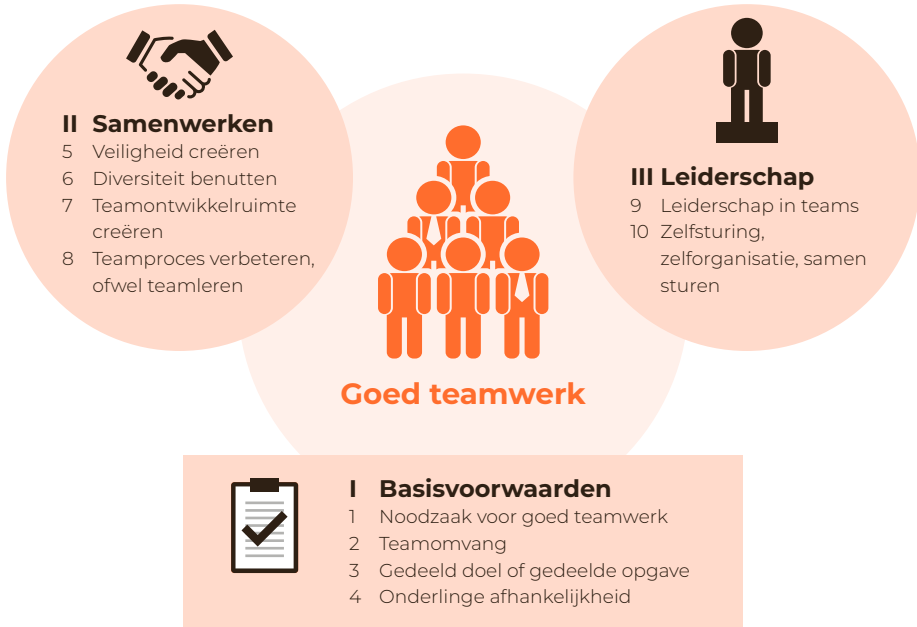 II Samenwerken
5 Veiligheid creëren
6 Diversiteit benutten
7 Teamontwikkelruimte
creëren
8 Teamproces verbeteren,
ofwel teamleren
III Leiderschap
9 Leiderschap in teams
10 Zelfsturing,
zelforganisatie, samen
sturen
Goed teamwerk
I Basisvoorwaarden
1 Noodzaak voor goed teamwerk
2 Teamomvang
3 Gedeeld doel of gedeelde opgave
4 Onderlinge afhankelijkheid